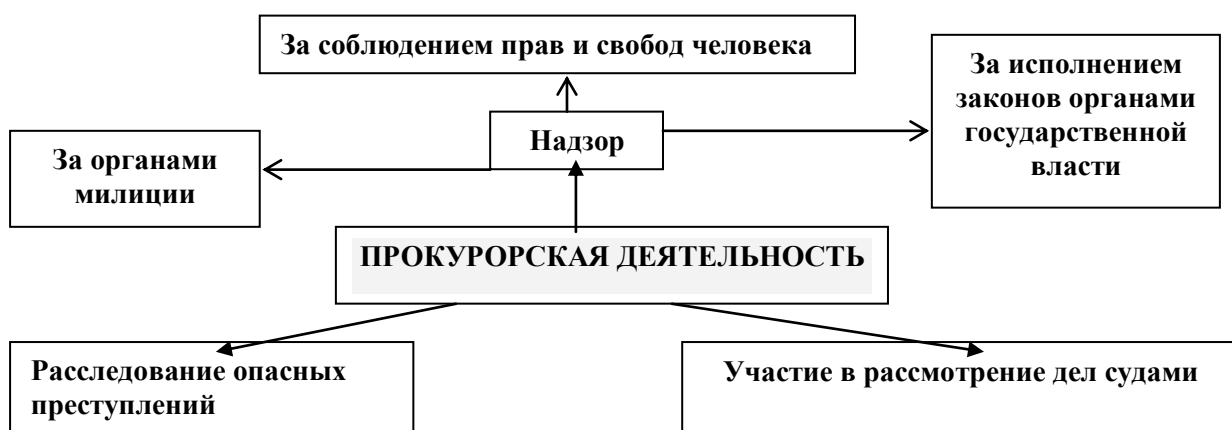 За соблюдением прав и свобод человека
За исполнением
законов органами
государственной
власти
Надзор
За органами
милиции
ПРОКУРОРСКАЯ ДЕЯТЕЛЬНОСТЬ
Расследование опасных
преступлений
Участие в рассмотрение дел судами